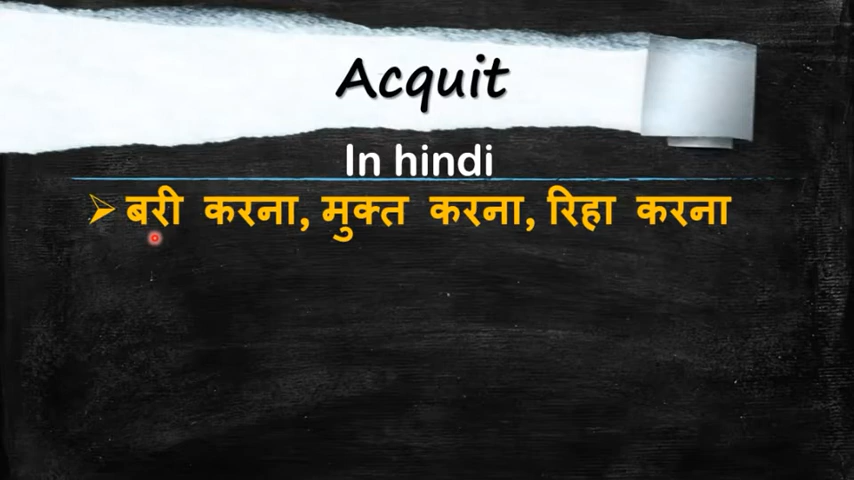 Acquit
In hindi
बरी करना, मुक्त करना, रिहा करना